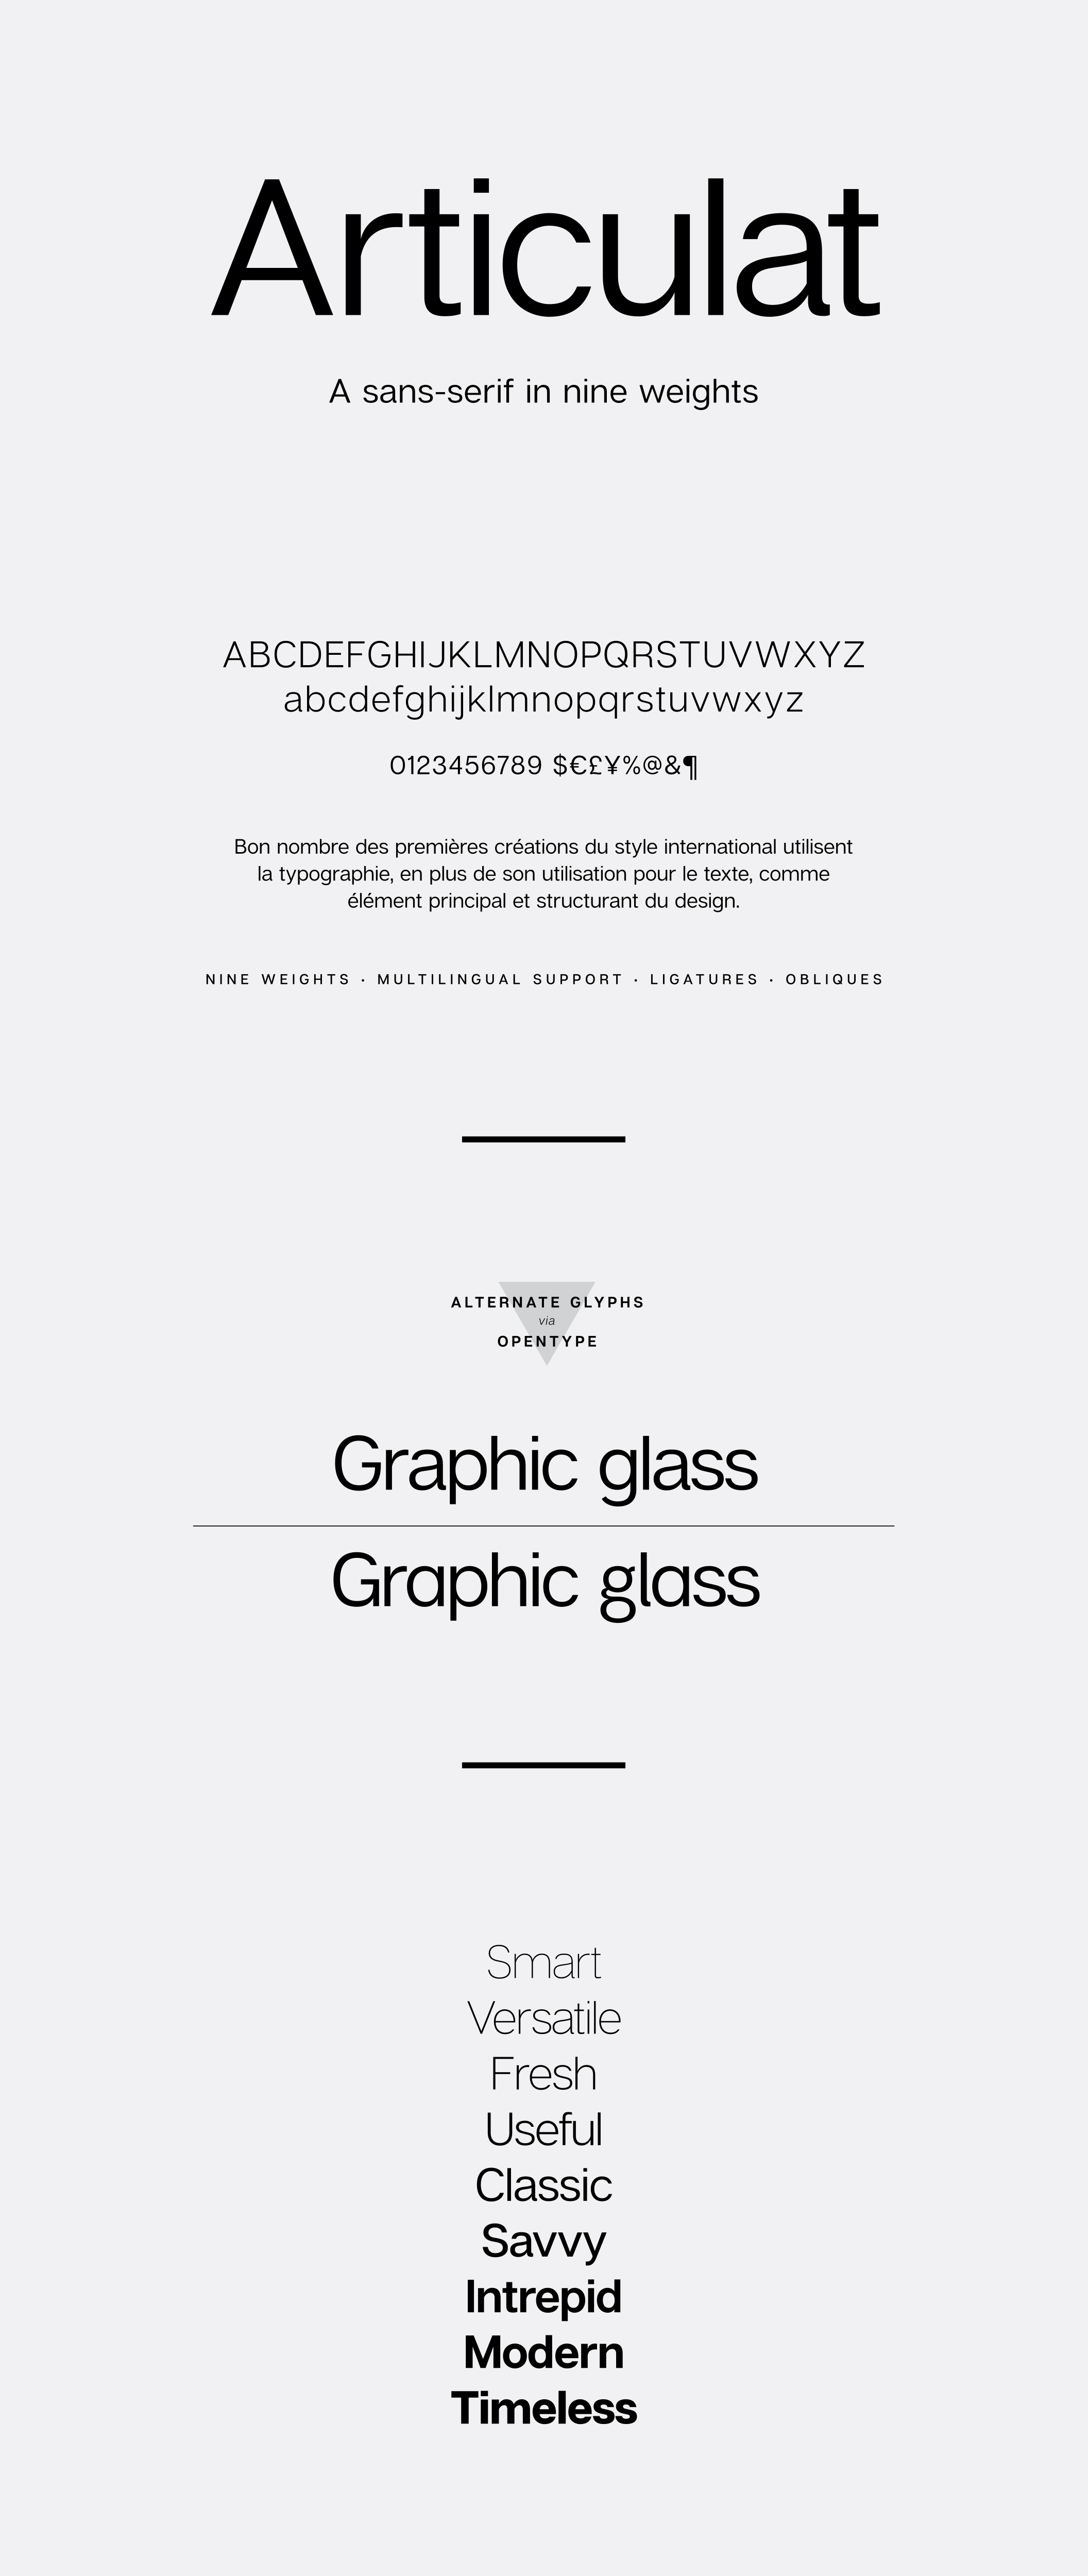 Articulat
A sans-serif in nine weights
ABCDEFGHIJKLMNOPQRSTUVWXYZ
abcdefghijklmnopqrstuvwxyz
0123456789 $€£¥%@&¶
Bon nombre des premières créations du style international utilisent
la typographie, en plus de son utilisation pour le texte, comme
élément principal et structurant du design.
NINE WEIGHTS · MULTILINGUAL SUPPORT · LIGATURES · OBLIQUES
ALTERNATE GLYPHS
via
OPENTYPE
Graphic glass
Graphic glass
Smart
Versatile
Fresh
Useful
Classic
Savvy
Intrepid
Modern
Timeless